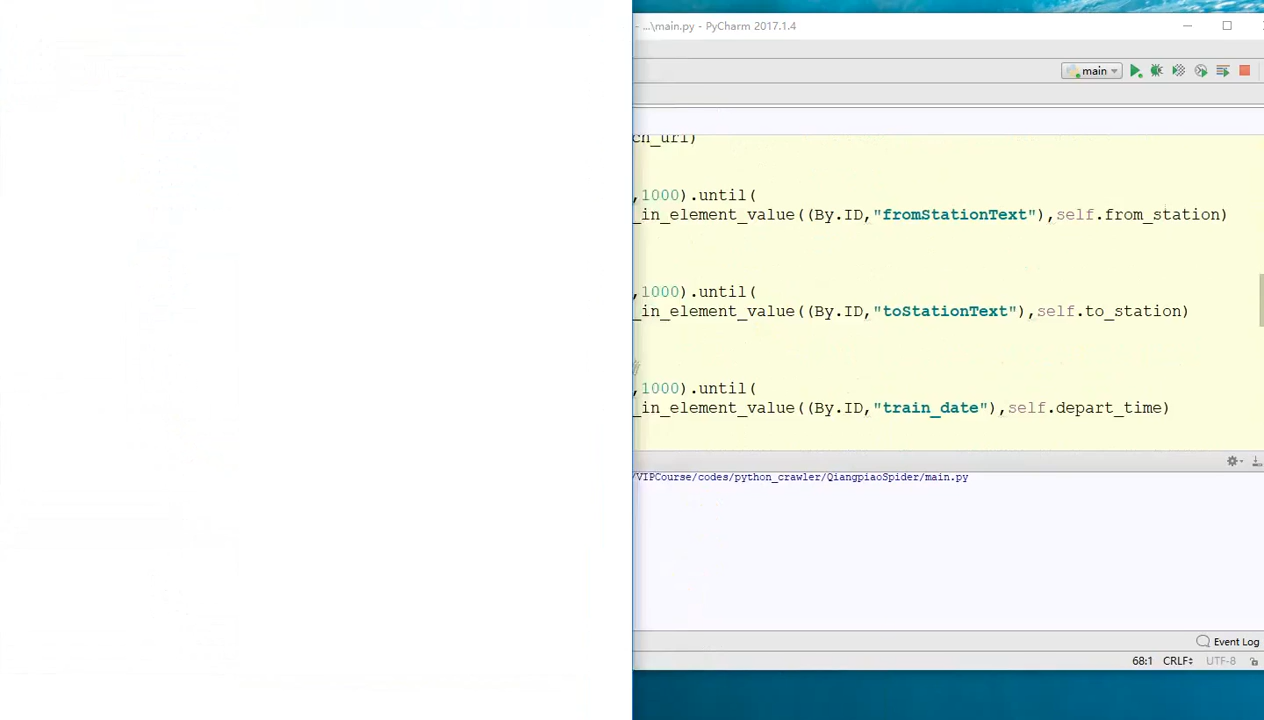 - ...\main.py - PyCharm 2017.1.4
main
ch_url)
,1000).until(
_in_element_value((By.ID,"fromStationText"),self.from_station)
,1000).until(
_in_element_value((By.ID,"toStationText"),self.to_station)
,1000).until(
_in_element_value((By.ID,"train_date"),self.depart_time)
/VIPCourse/codes/python_crawler/QiangpiaoSpider/main.py
Event Log
68:1 CRLF UTF-8